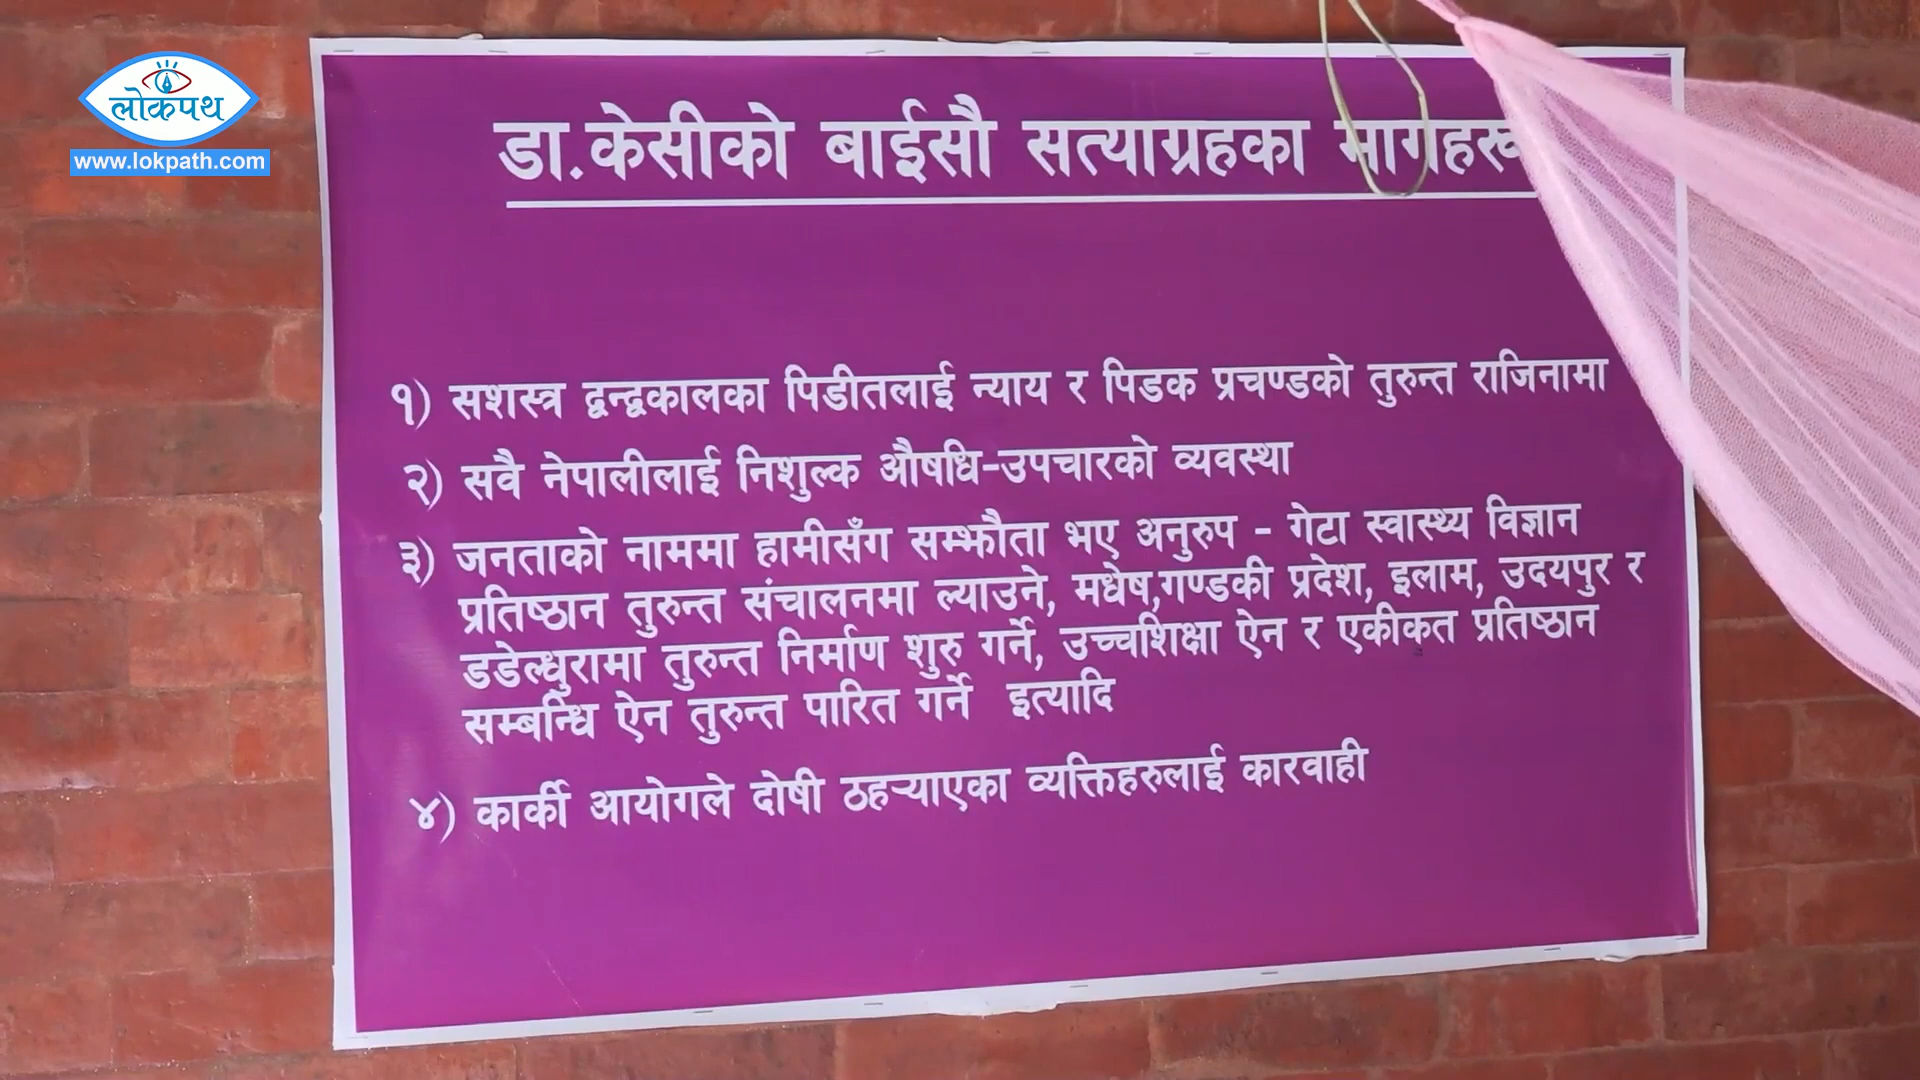 लोकपथ
www.lokpath.com
डा.केसीको बाईसौ सत्याग्रहका मागहरू
१) सशस्त्र द्वन्द्वकालका पिडीतलाई न्याय र पिडक प्रचण्डको तुरुन्त राजिनामा
२) सवै नेपालीलाई निशुल्क औषधि-उपचारको व्यवस्था
३) जनताको नाममा हामीसँग सम्झौता भए अनुरुप - गेटा स्वास्थ्य विज्ञान
प्रतिष्ठान तुरुन्त संचालनमा ल्याउने, मधेष,गण्डकी प्रदेश, इलाम, उदयपुर र
डडेल्धुरामा तुरुन्त निर्माण शुरु गर्ने, उच्चशिक्षा ऐन र एकीकत प्रतिष्ठान
सम्बन्धि ऐन तुरुन्त पारित गर्ने इत्यादि
४) कार्की आयोगले दोषी ठहऱ्याएका व्यक्तिहरुलाई कारवाही